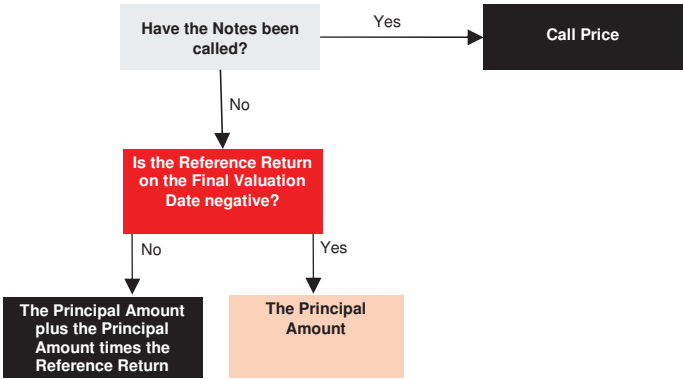 Have the Notes been
called?
Yes
Call Price
No
Is the Reference Return
on the Final Valuation
Date negative?
No
Yes
The Principal Amount
plus the Principal
Amount times the
Reference Return
The Principal
Amount